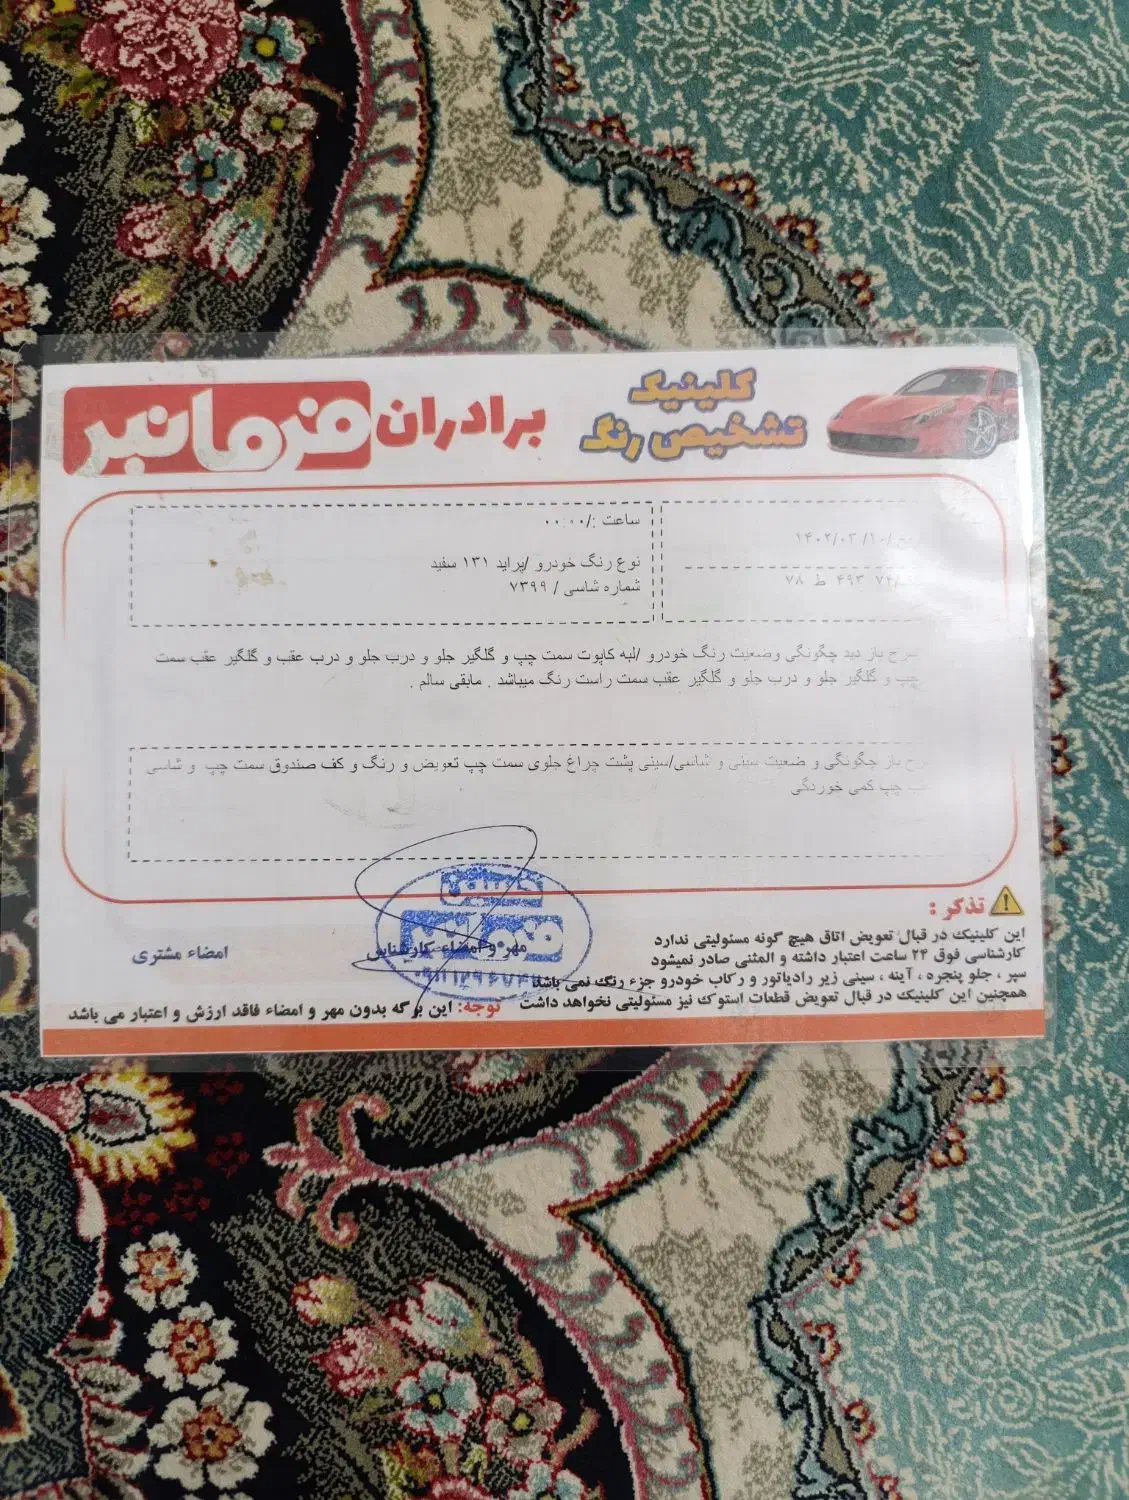 کلینیک
تشخیص رنگ
برادران فرمانبر
۱۴۰۲/۰۳/۱۰/
۷۴ ۴۹۳ ط ۷۸
ساعت :/۰۰:۰۰
نوع رنگ خودرو /پراید ۱۳۱ سفید
شماره شاسی / ۷۳۹۹
شرح باز دید چگونگی وضعیت رنگ خودرو /لبه کاپوت سمت چپ و گلگیر جلو و درب جلو و درب عقب و گلگیر عقب سمت
چپ و گلگیر جلو و درب جلو و گلگیر عقب سمت راست رنگ میباشد . مابقی سالم .
باز چگونگی و ضعیت سینی و شاسی/سینی پشت چراغ جلوی سمت چپ تعویض و رنگ و کف صندوق سمت چپ و شاسی
چپ کمی خوردگی
تذکر :
این کلینیک در قبال تعویض اتاق هیچ گونه مسئولیتی ندارد
کارشناسی فوق ۲۴ ساعت اعتبار داشته و المثنی صادر نمیشود
سپر ، جلو پنجره ، آینه ، سینی زیر رادیاتور و رکاب خودرو جزء رنگ نمی باشد
همچنین این کلینیک در قبال تعویض قطعات استوک نیز مسئولیتی نخواهد داشت
مهر و امضاء کارشناس
امضاء مشتری
توجه: این برگه بدون مهر و امضاء فاقد ارزش و اعتبار می باشد